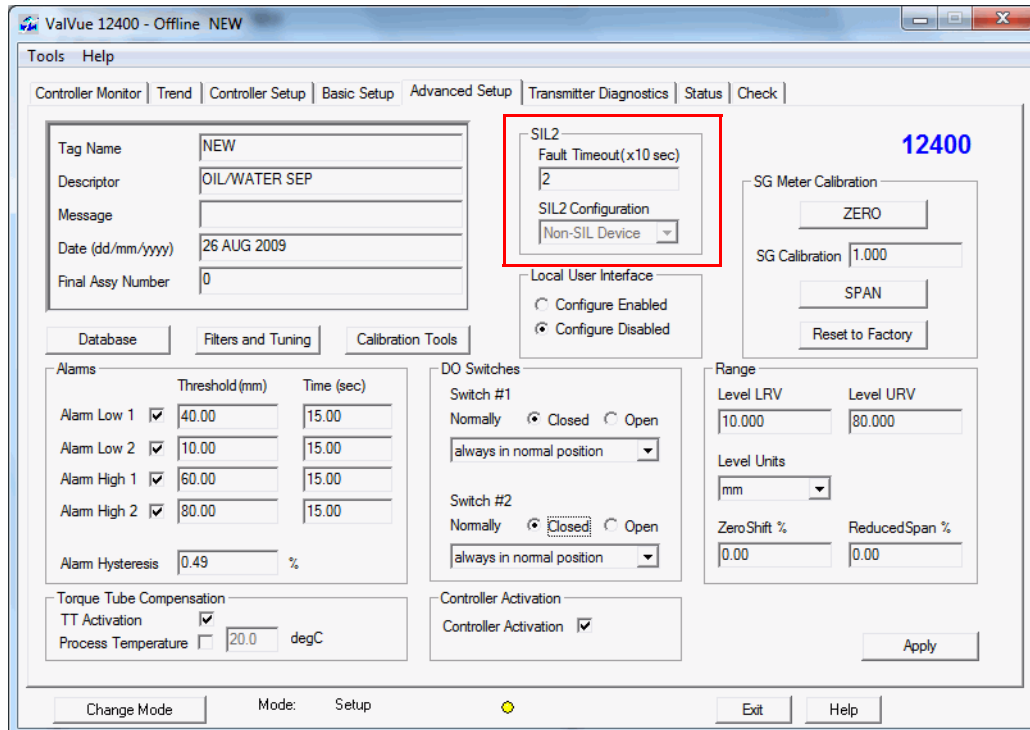 ValVue 12400 - Offline NEW
Tools Help
Controller Monitor Trend Controller Setup Basic Setup Advanced Setup Transmitter Diagnostics Status Check
Tag Name NEW
Descriptor OIL/WATER SEP
Message
Date (dd/mm/yyyy) 26 AUG 2009
Final Assy Number 0
SIL2
Fault Timeout(x10 sec)
2
SIL2 Configuration
Non-SIL Device
12400
SG Meter Calibration
ZERO
SG Calibration 1.000
SPAN
Reset to Factory
Local User Interface
Configure Enabled
Configure Disabled
Database Filters and Tuning Calibration Tools
Alarms
Threshold (mm) Time (sec)
Alarm Low 1 40.00 15.00
Alarm Low 2 10.00 15.00
Alarm High 1 60.00 15.00
Alarm High 2 80.00 15.00
Alarm Hysteresis 0.49 %
DO Switches
Switch #1
Normally Closed Open
always in normal position
Switch #2
Normally Closed Open
always in normal position
Range
Level LRV Level URV
10.000 80.000
Level Units
mm
Zero Shift % Reduced Span %
0.00 0.00
Torque Tube Compensation
TT Activation
Process Temperature 20.0 degC
Controller Activation
Controller Activation
Apply
Change Mode Mode: Setup Exit Help